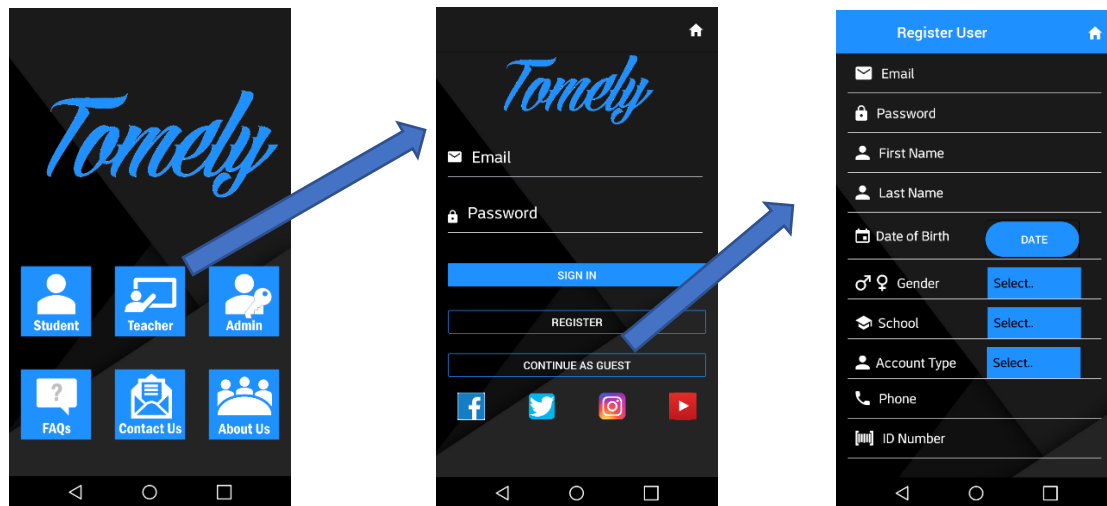 Tomely
Student
Teacher
Admin
?
FAQs
Contact Us
About Us
Tomely
Email
Password
SIGN IN
REGISTER
CONTINUE AS GUEST
Register User
Email
Password
First Name
Last Name
Date of Birth DATE
Gender Select..
School Select..
Account Type Select..
Phone
ID Number